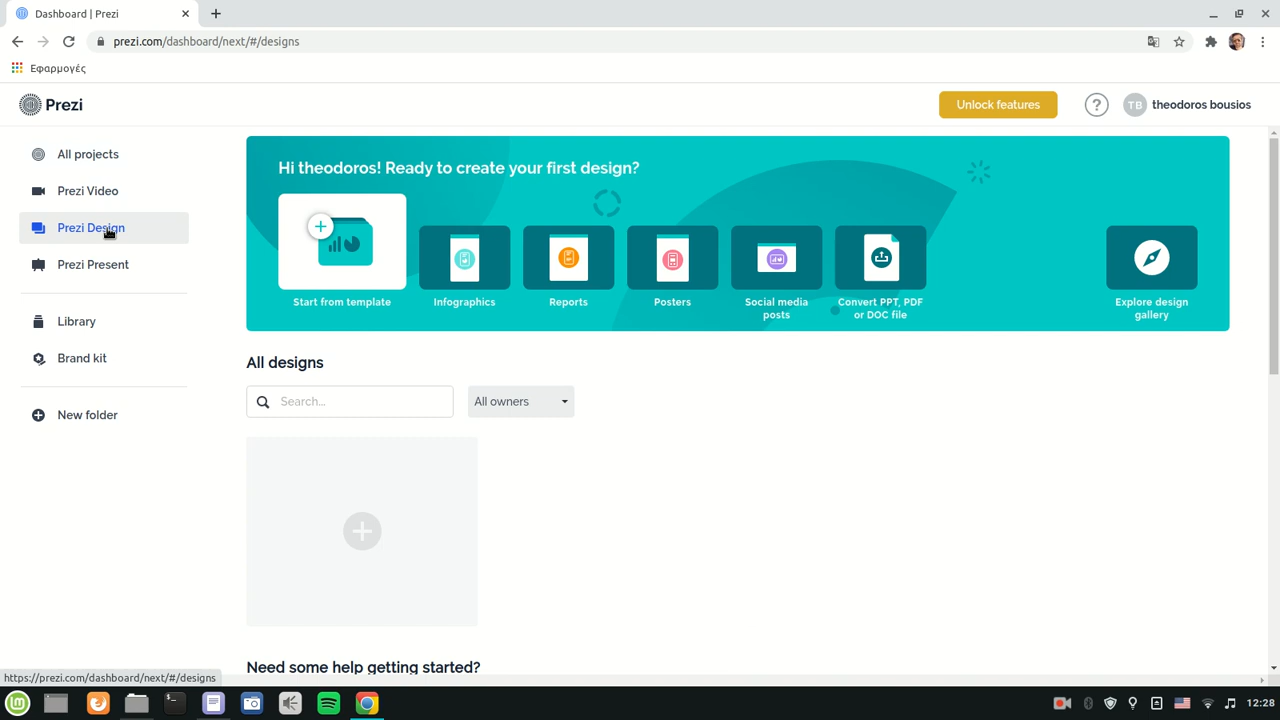 Dashboard | Prezi
prezi.com/dashboard/next/#/designs
Εφαρμογές
Prezi
Unlock features
?
TB
theodoros bousios
All projects
Prezi Video
Prezi Design
Prezi Present
Library
Brand kit
New folder
Hi theodoros! Ready to create your first design?
Start from template
Infographics
Reports
Posters
Social media
posts
Convert PPT, PDF
or DOC file
Explore design
gallery
All designs
Search...
All owners
Need some help getting started?
https://prezi.com/dashboard/next/#/designs
12:28